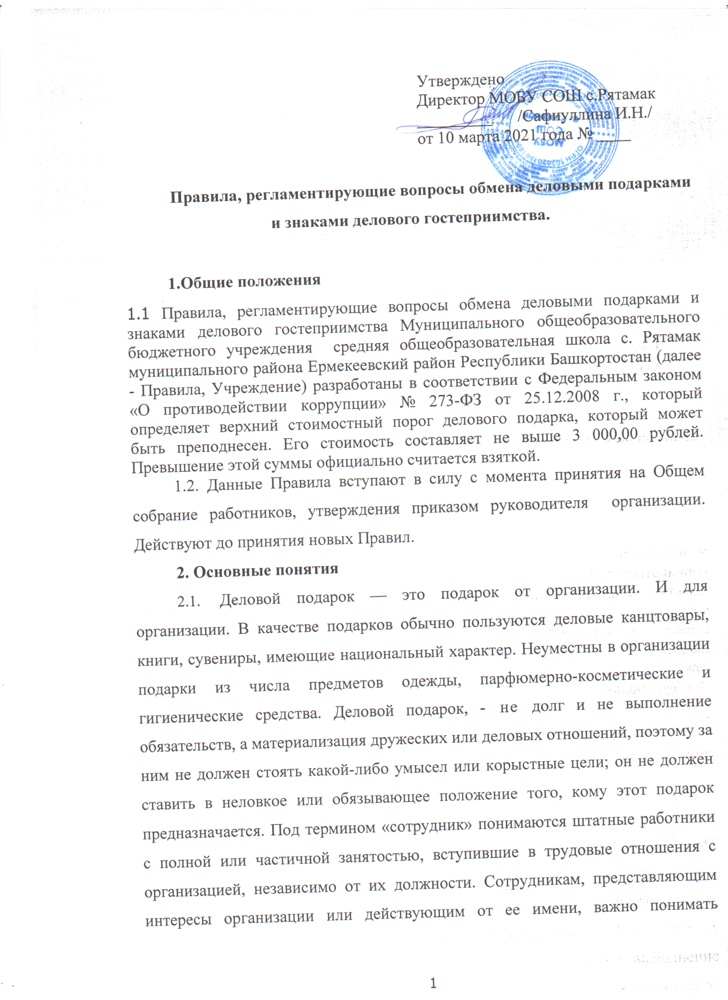 Утверждено
Директор МОБУ СОШ с.Рятамак
_________ /Сафиуллина И.Н./
от 10 марта 2021 года № ____
МОБУ
СОШ
Правила, регламентирующие вопросы обмена деловыми подарками
и знаками делового гостеприимства.
1.Общие положения
1.1 Правила, регламентирующие вопросы обмена деловыми подарками и
знаками делового гостеприимства Муниципального общеобразовательного
бюджетного учреждения средняя общеобразовательная школа с. Рятамак
муниципального района Ермекеевский район Республики Башкортостан (далее
- Правила, Учреждение) разработаны в соответствии с Федеральным законом
«О противодействии коррупции» № 273-ФЗ от 25.12.2008 г., который
определяет верхний стоимостный порог делового подарка, который может
быть преподнесен. Его стоимость составляет не выше 3 000,00 рублей.
Превышение этой суммы официально считается взяткой.
1.2. Данные Правила вступают в силу с момента принятия на Общем
собрание работников, утверждения приказом руководителя организации.
Действуют до принятия новых Правил.
2. Основные понятия
2.1. Деловой подарок — это подарок от организации. И для
организации. В качестве подарков обычно пользуются деловые канцтовары,
книги, сувениры, имеющие национальный характер. Неуместны в организации
подарки из числа предметов одежды, парфюмерно-косметические и
гигиенические средства. Деловой подарок, - не долг и не выполнение
обязательств, а материализация дружеских или деловых отношений, поэтому за
ним не должен стоять какой-либо умысел или корыстные цели; он не должен
ставить в неловкое или обязывающее положение того, кому этот подарок
предназначается. Под термином «сотрудник» понимаются штатные работники
с полной или частичной занятостью, вступившие в трудовые отношения с
организацией, независимо от их должности. Сотрудникам, представляющим
интересы организации или действующим от ее имени, важно понимать
выполнение
1